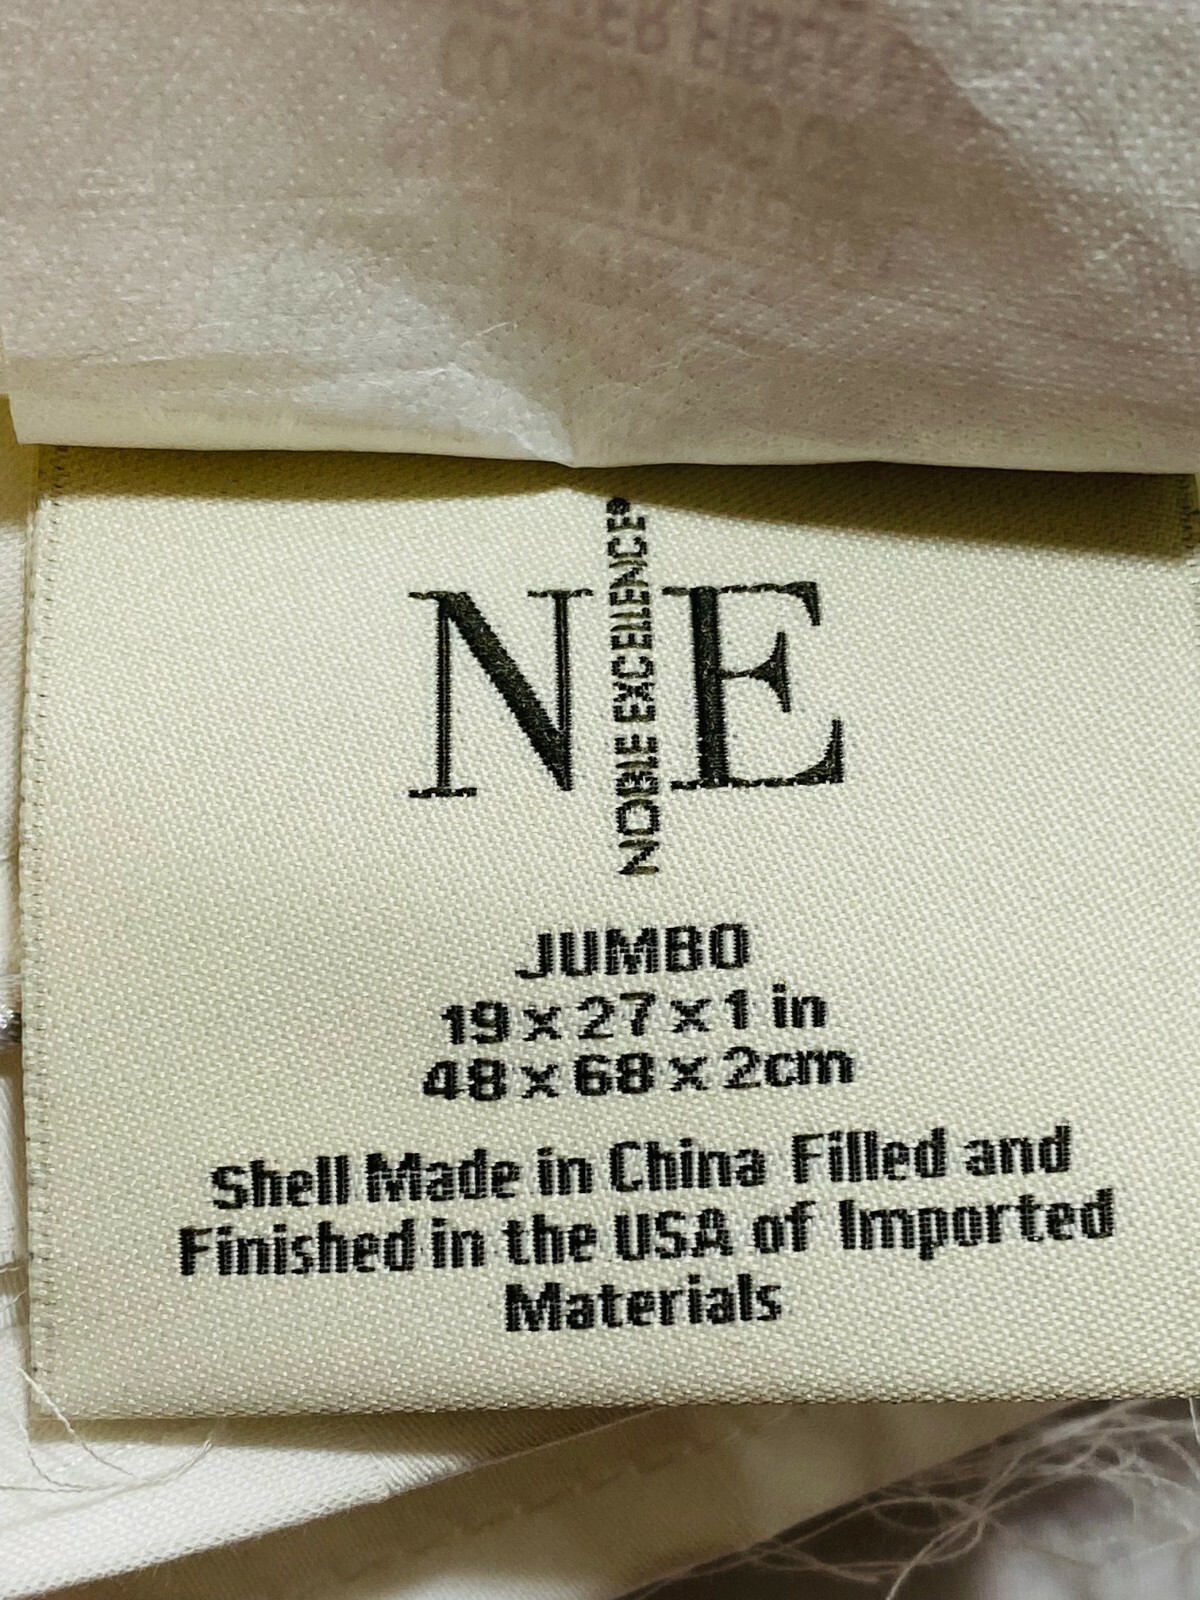 N E
NOBLE EXCELLENCE®
JUMBO
19 x 27 x 1 in
48 x 68 x 2cm
Shell Made in China Filled and
Finished in the USA of Imported
Materials